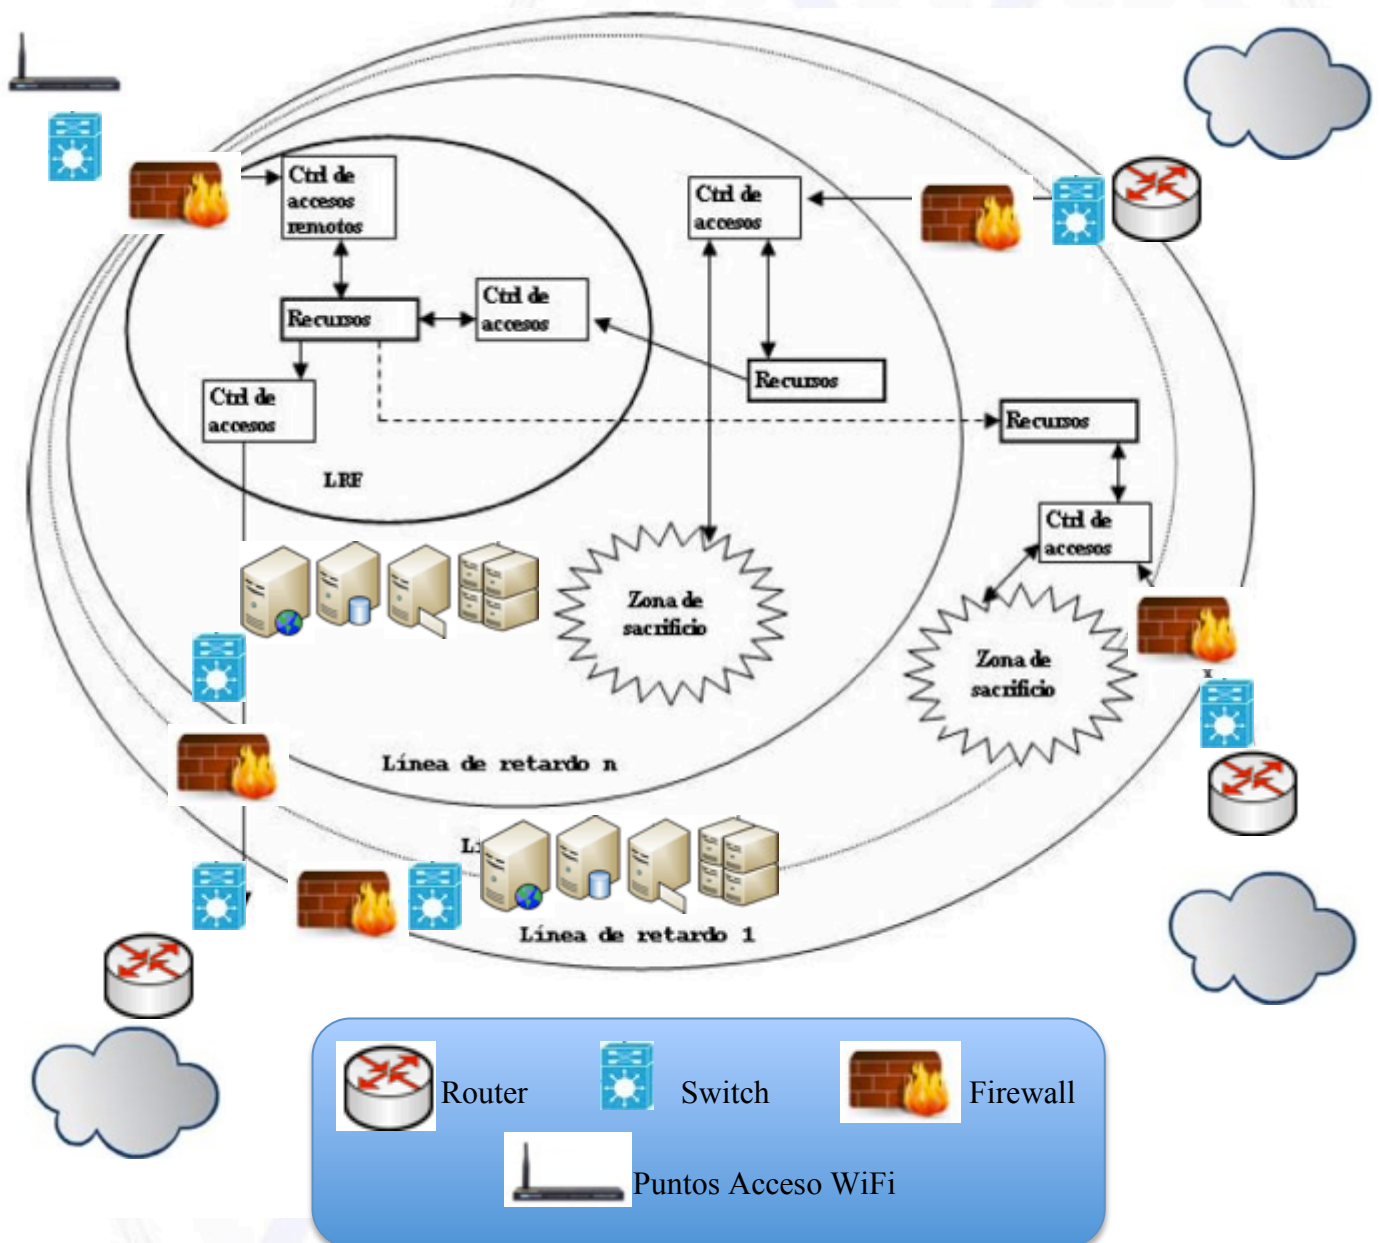 Ctrl de
accesos
remotos
Ctrl de
accesos
Ctrl de
accesos
Recursos
Recursos
Ctrl de
accesos
Recursos
LRF
Ctrl de
accesos
Zona de
sacrificio
Zona de
sacrificio
Línea de retardo n
Línea de retardo 1
Router
Switch
Firewall
Puntos Acceso WiFi